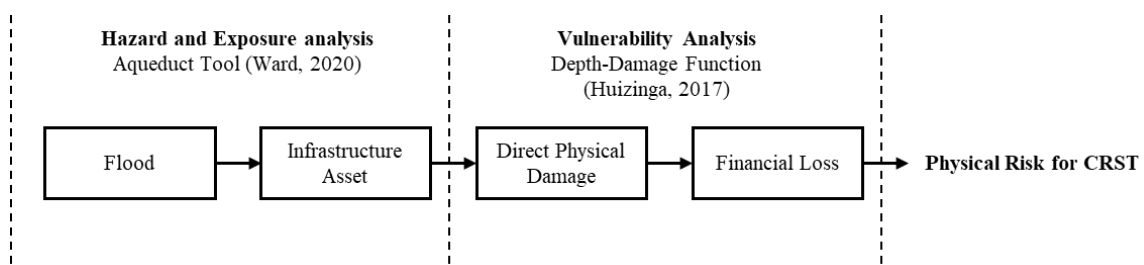 Hazard and Exposure analysis
Aqueduct Tool (Ward, 2020)
Vulnerability Analysis
Depth-Damage Function
(Huizinga, 2017)
Flood
Infrastructure
Asset
Direct Physical
Damage
Financial Loss
Physical Risk for CRST